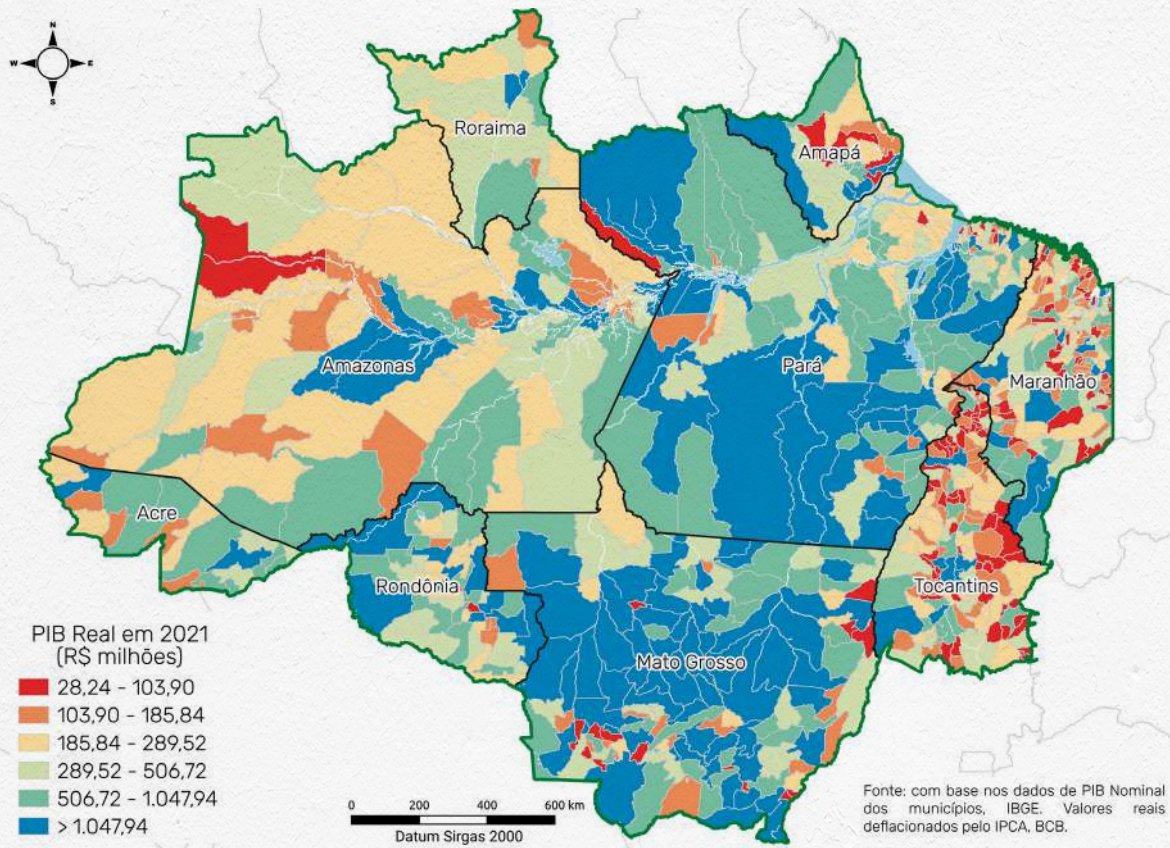 N
W E
S
Roraima
Amapá
Amazonas
Pará
Maranhão
Acre
Rondônia
Tocantins
Mato Grosso
PIB Real em 2021
(R$ milhões)
28,24 - 103,90
103,90 - 185,84
185,84 - 289,52
289,52 - 506,72
506,72 - 1.047,94
> 1.047,94
0 200 400 600 km
Datum Sirgas 2000
Fonte: com base nos dados de PIB Nominal
dos municípios, IBGE. Valores reais
deflacionados pelo IPCA, BCB.